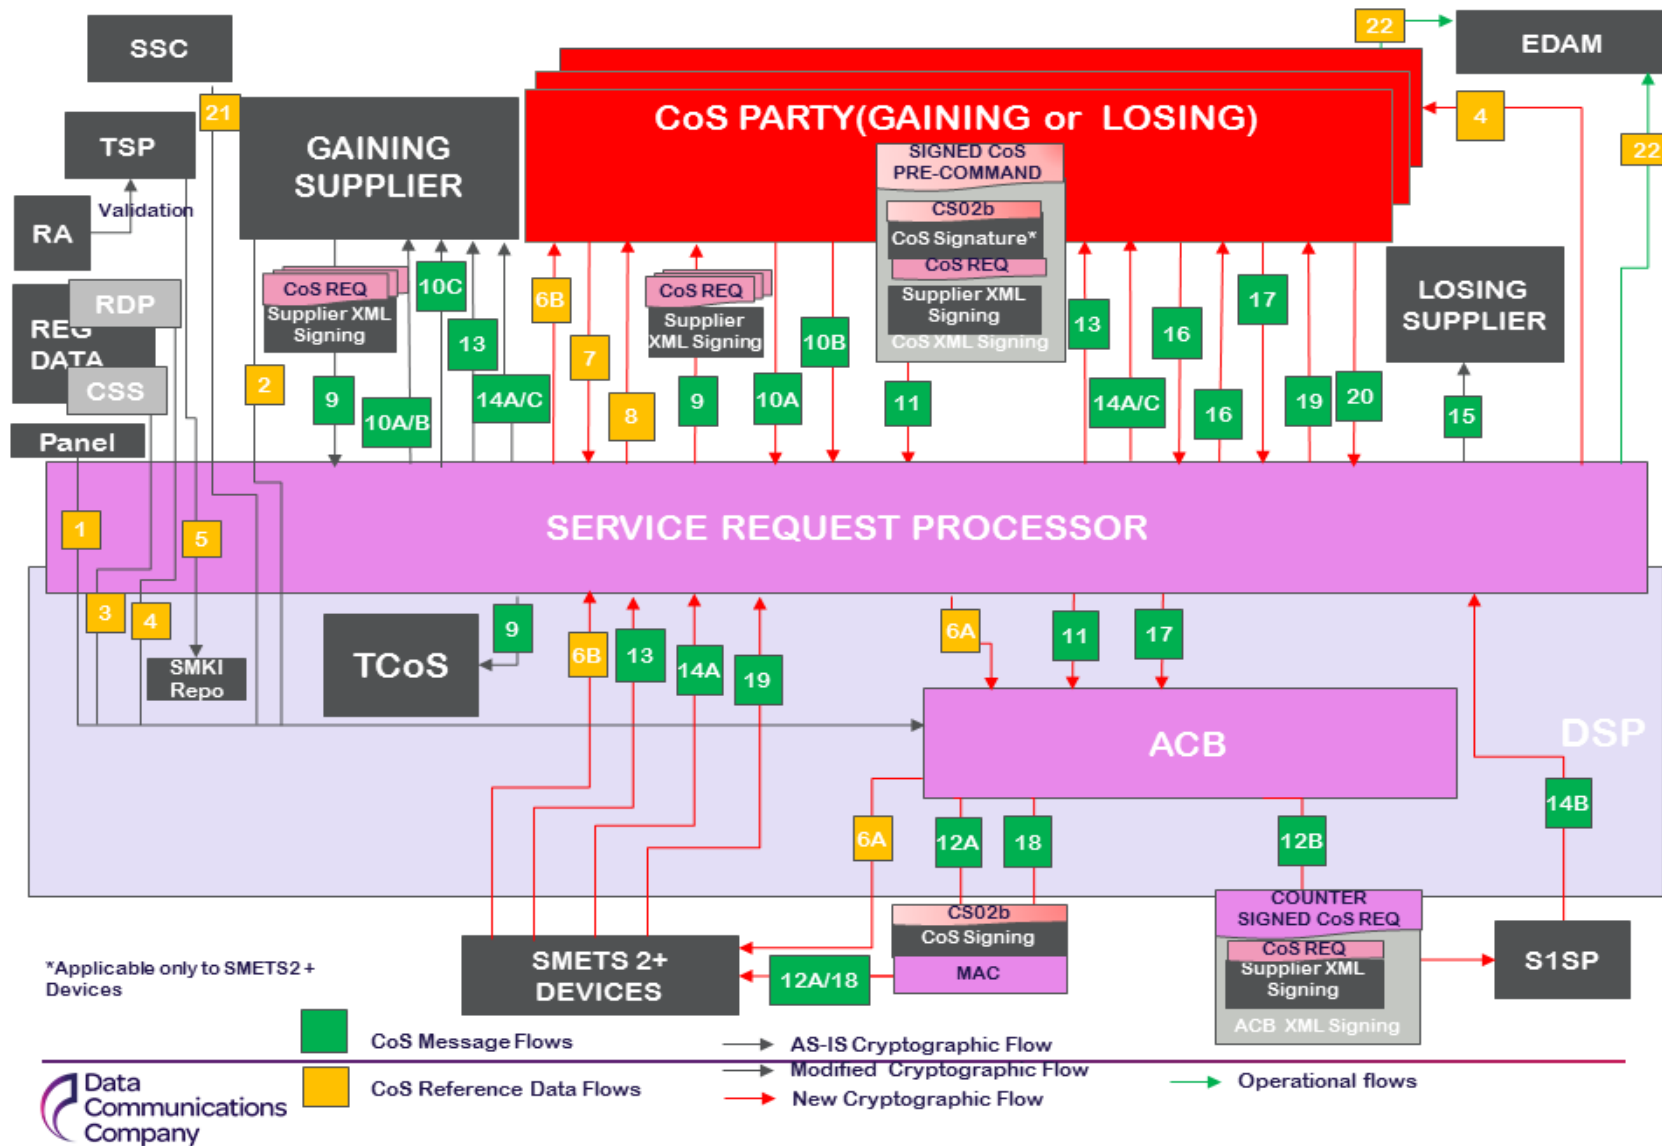 SSC
22
EDAM
21
CoS PARTY(GAINING or LOSING)
4
TSP
GAINING
SUPPLIER
SIGNED CoS
PRE-COMMAND
22
Validation
RA
CS02b
CoS Signature*
CoS REQ
Supplier XML
Signing
CoS XML Signing
RDP
REG
DATA
CSS
Panel
CoS REQ
Supplier XML
Signing
10C
13
6B
7
CoS REQ
Supplier
XML Signing
10B
13
16
17
LOSING
SUPPLIER
2
9
10A/B
14A/C
8
9
10A
11
14A/C
16
19
20
15
1
5
SERVICE REQUEST PROCESSOR
3
4
9
6B
13
14A
19
6A
11
17
TCoS
SMKI
Repo
ACB
DSP
6A
12A
18
12B
14B
CS02b
CoS Signing
MAC
COUNTER
SIGNED CoS REQ
CoS REQ
Supplier XML
Signing
ACB XML Signing
S1SP
SMETS 2+
DEVICES
12A/18
*Applicable only to SMETS2 +
Devices
CoS Message Flows
AS-IS Cryptographic Flow
Modified Cryptographic Flow
CoS Reference Data Flows
New Cryptographic Flow
Operational flows
Data
Communications
Company